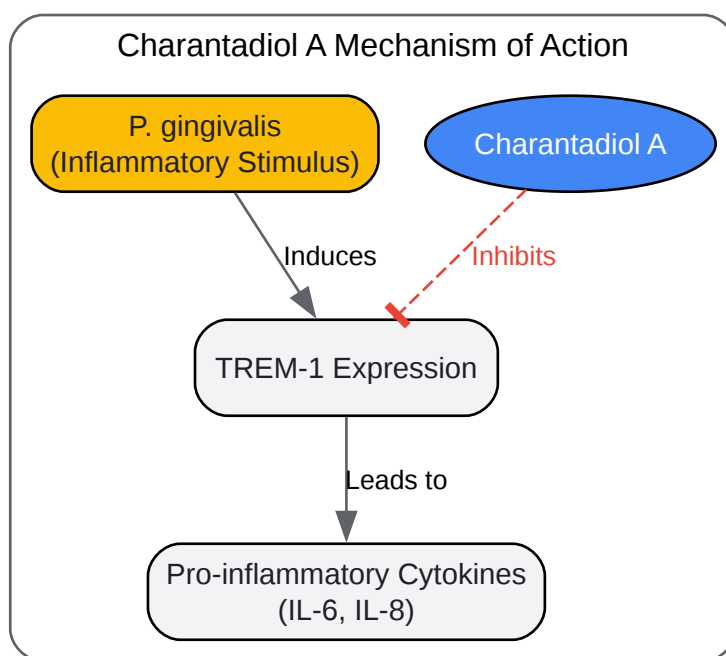 Charantadiol A Mechanism of Action
P. gingivalis
(Inflammatory Stimulus)
Charantadiol A
Induces
Inhibits
TREM-1 Expression
Leads to
Pro-inflammatory Cytokines
(IL-6, IL-8)